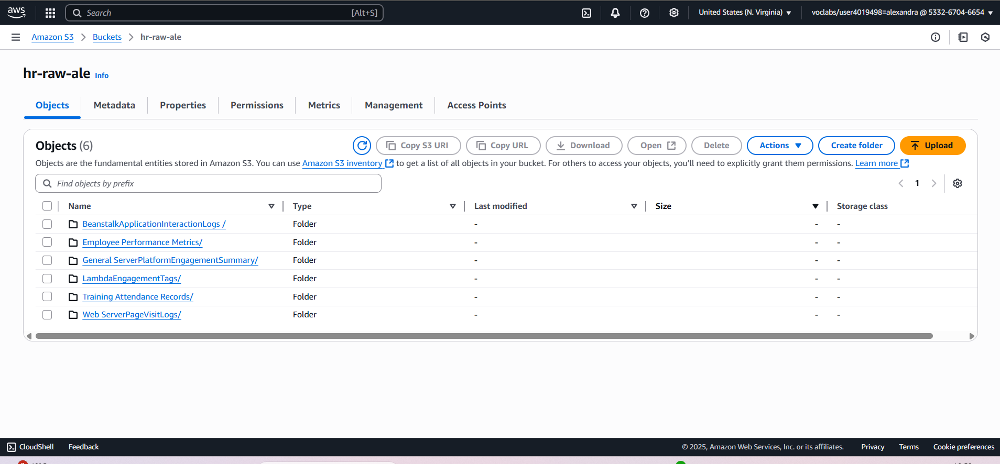 aws
Search [Alt+S]
United States (N. Virginia)
voclabs/user4019498=alexandra @ 5332-6704-6654
Amazon S3 > Buckets > hr-raw-ale
hr-raw-ale Info
Objects Metadata Properties Permissions Metrics Management Access Points
Objects (6)
Copy S3 URI Copy URL Download Open Delete Actions Create folder Upload
Objects are the fundamental entities stored in Amazon S3. You can use Amazon S3 inventory to get a list of all objects in your bucket. For others to access your objects, you'll need to explicitly grant them permissions. Learn more
Find objects by prefix
1
Name Type Last modified Size Storage class
BeanstalkApplicationInteractionLogs / Folder - - -
Employee Performance Metrics/ Folder - - -
General ServerPlatformEngagementSummary/ Folder - - -
LambdaEngagementTags/ Folder - - -
Training Attendance Records/ Folder - - -
Web ServerPageVisitLogs/ Folder - - -
CloudShell Feedback © 2025, Amazon Web Services, Inc. or its affiliates. Privacy Terms Cookie preferences